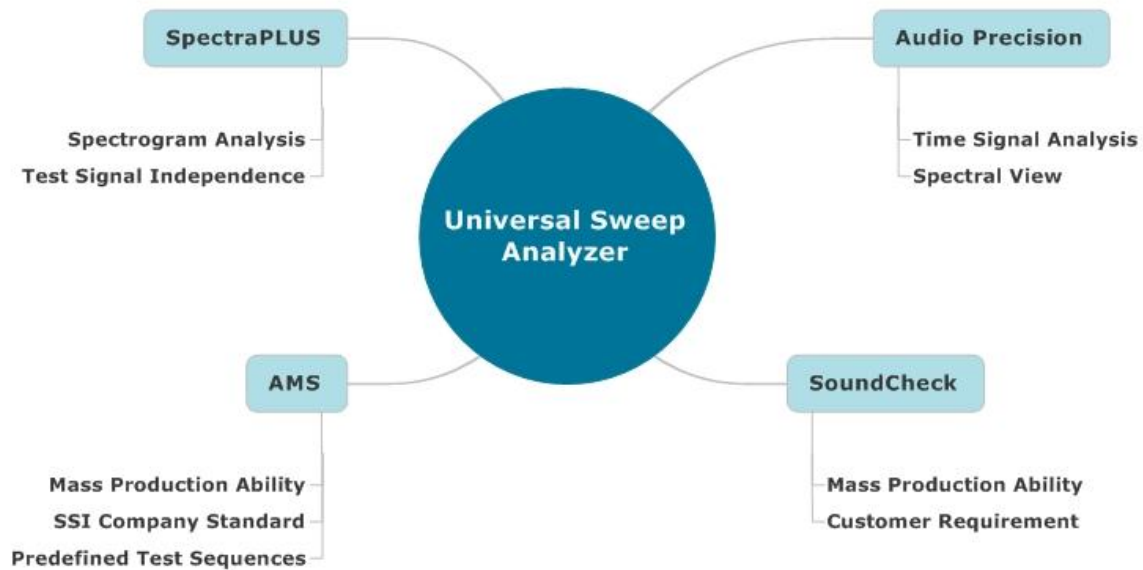 SpectraPLUS
Spectrogram Analysis
Test Signal Independence
Audio Precision
Time Signal Analysis
Spectral View
Universal Sweep
Analyzer
AMS
Mass Production Ability
SSI Company Standard
Predefined Test Sequences
SoundCheck
Mass Production Ability
Customer Requirement